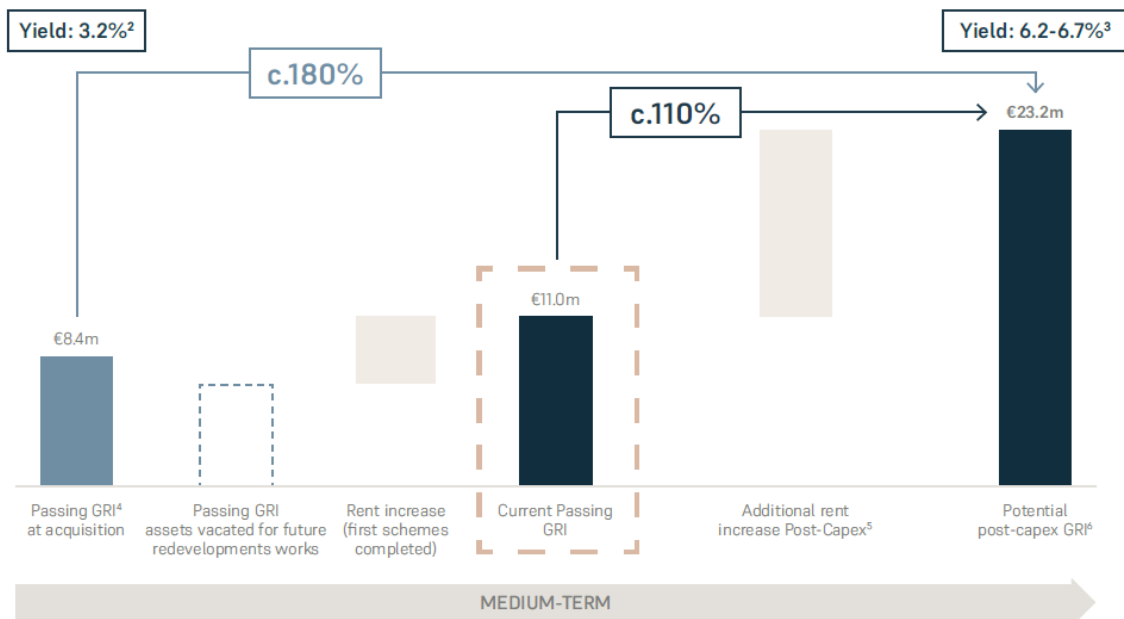 Yield: 3.2%²
Yield: 6.2-6.7%³
c.180%
c.110%
€23.2m
€11.0m
€8.4m
Passing GRI⁴
at acquisition
Passing GRI
assets vacated for future
redevelopments works
Rent increase
(first schemes
completed)
Current Passing
GRI
Additional rent
increase Post-Capex⁵
Potential
post-capex GRI⁶
MEDIUM-TERM